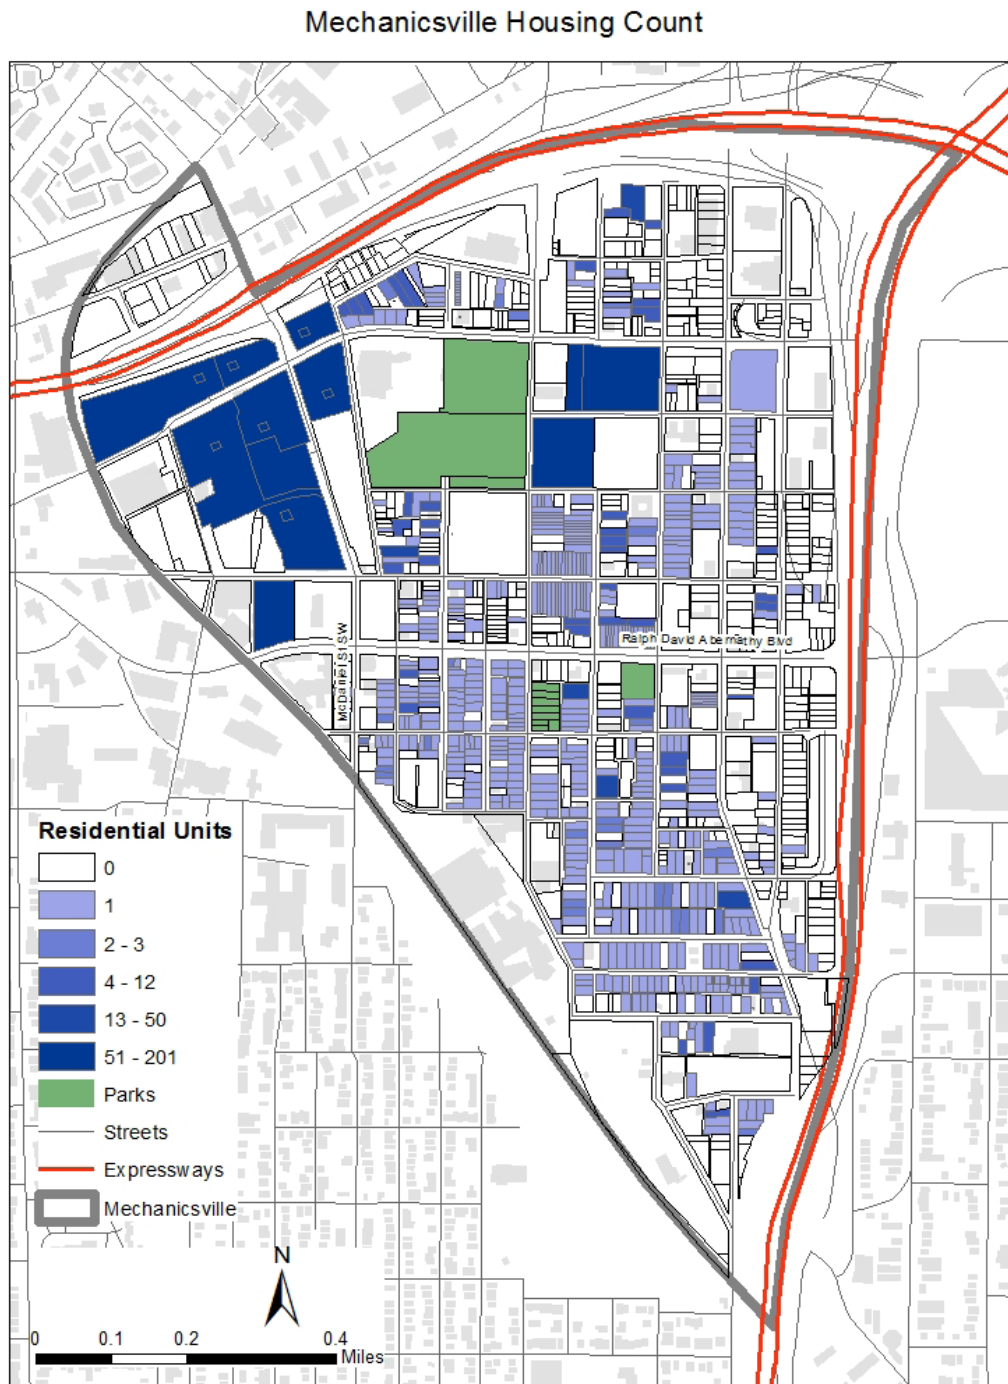 Mechanicsville Housing Count
Ralph David Abernathy Blvd
McDaniel St SW
Residential Units
0
1
2 - 3
4 - 12
13 - 50
51 - 201
Parks
Streets
Expressways
Mechanicsville
N
0 0.1 0.2 0.4
Miles